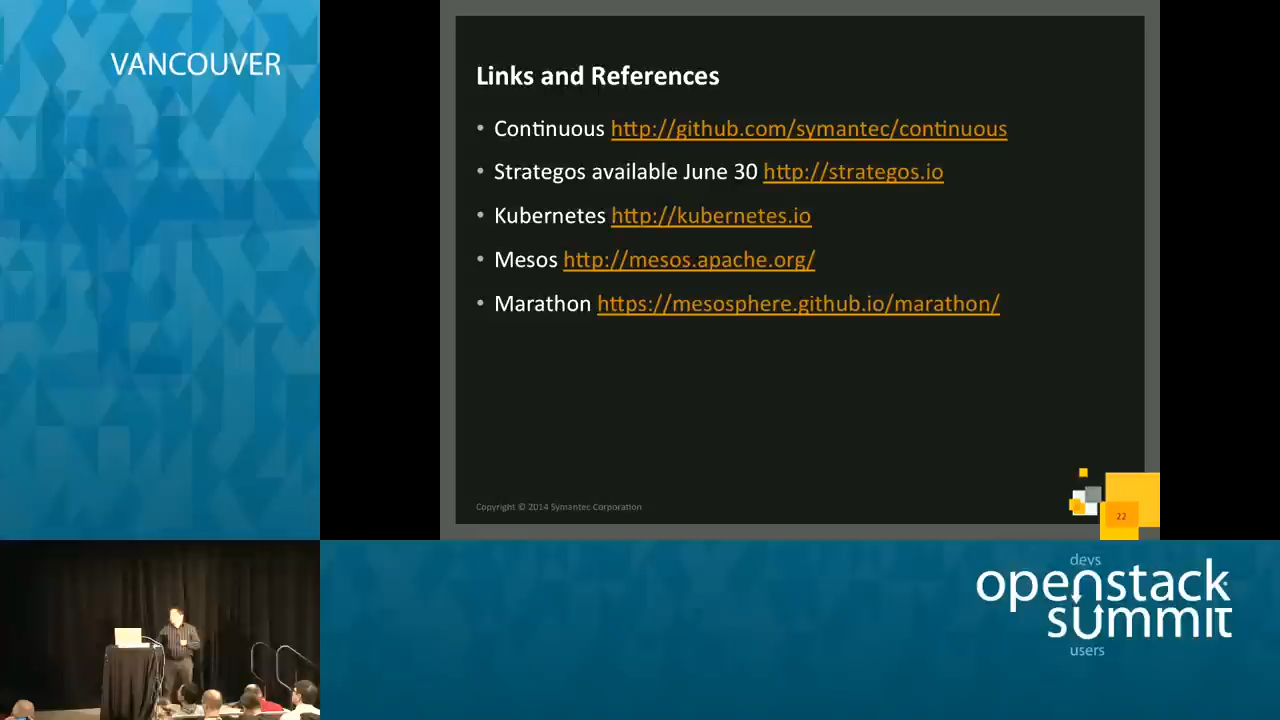 VANCOUVER
Links and References
• Continuous http://github.com/symantec/continuous
• Strategos available June 30 http://strategos.io
• Kubernetes http://kubernetes.io
• Mesos http://mesos.apache.org/
• Marathon https://mesosphere.github.io/marathon/
Copyright © 2014 Symantec Corporation
22
devs
openstack
summit
users